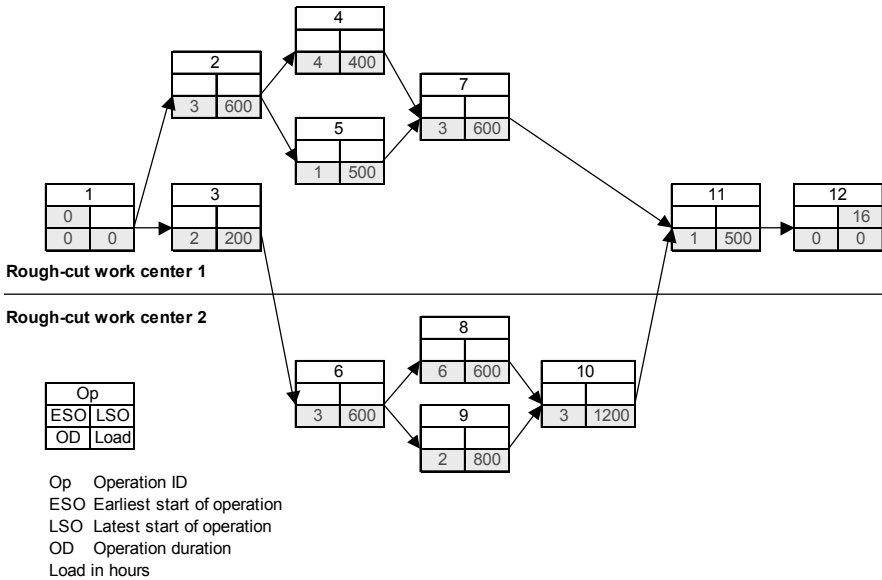 4
4 400
2
3 600
7
3 600
5
1 500
1
0
0 0
3
2 200
11
1 500
12
16
0 0
Rough-cut work center 1
Rough-cut work center 2
8
6 600
6
3 600
10
3 1200
9
2 800
Op
ESO LSO
OD Load
Op Operation ID
ESO Earliest start of operation
LSO Latest start of operation
OD Operation duration
Load in hours